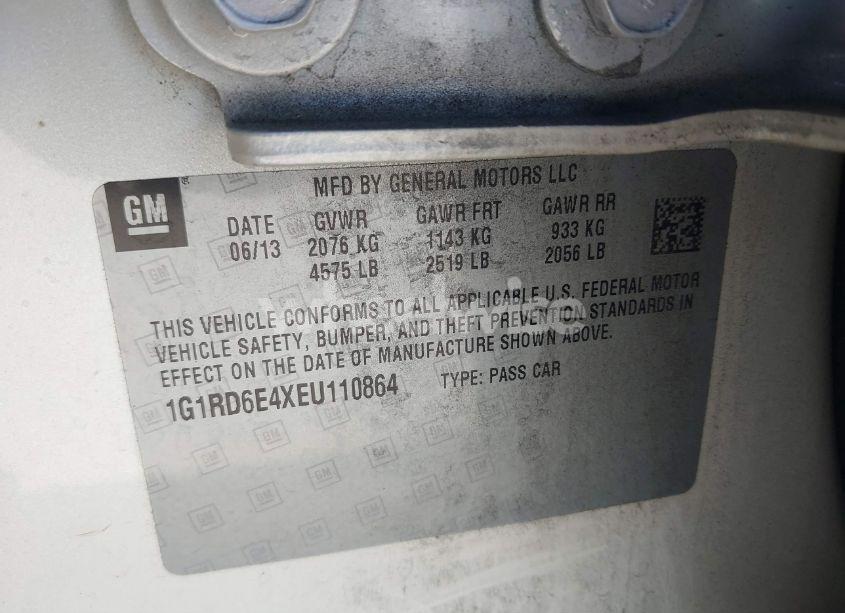 GM
MFD BY GENERAL MOTORS LLC
DATE GVWR GAWR FRT GAWR RR
06/13 2076 KG 1143 KG 933 KG
4575 LB 2519 LB 2056 LB
THIS VEHICLE CONFORMS TO ALL APPLICABLE U.S. FEDERAL MOTOR
VEHICLE SAFETY, BUMPER, AND THEFT PREVENTION STANDARDS IN
EFFECT ON THE DATE OF MANUFACTURE SHOWN ABOVE.
1G1RD6E4XEU110864 TYPE: PASS CAR